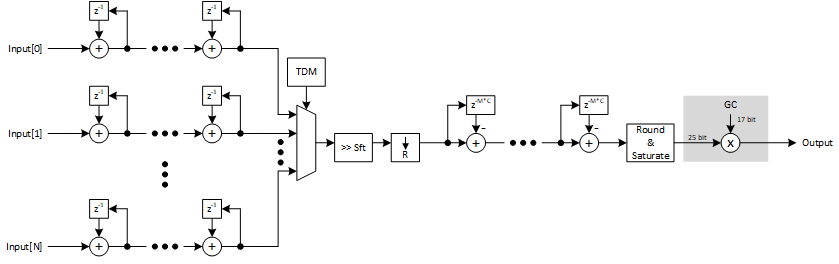 z-1
z-1
Input[0]
+
+
TDM
z-1
z-1
z-M*C
z-M*C
GC
17 bit
Input[1]
+
+
>> Sft
R
-
+
-
+
Round
&
Saturate
25 bit
X
Output
z-1
z-1
Input[N]
+
+